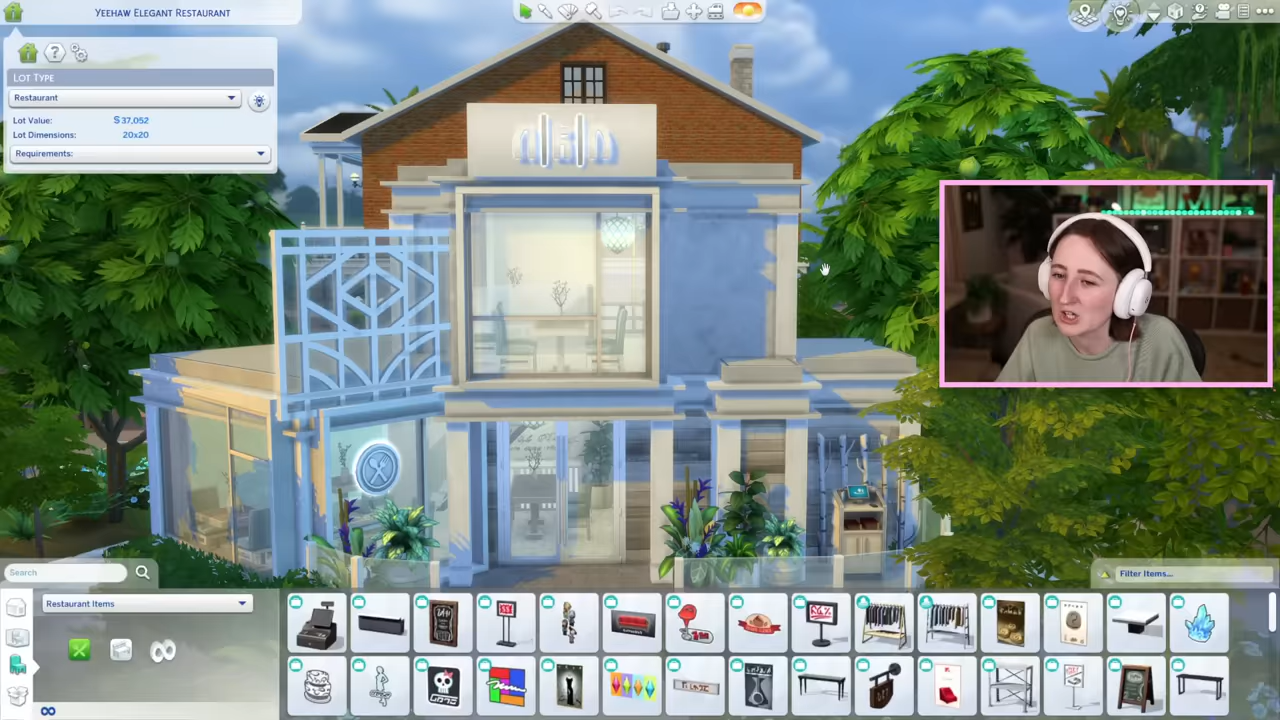 YEEHAW ELEGANT RESTAURANT
LOT TYPE
Restaurant
Lot Value: §37,052
Lot Dimensions: 20x20
Requirements:
Search
Filter Items...
Restaurant Items